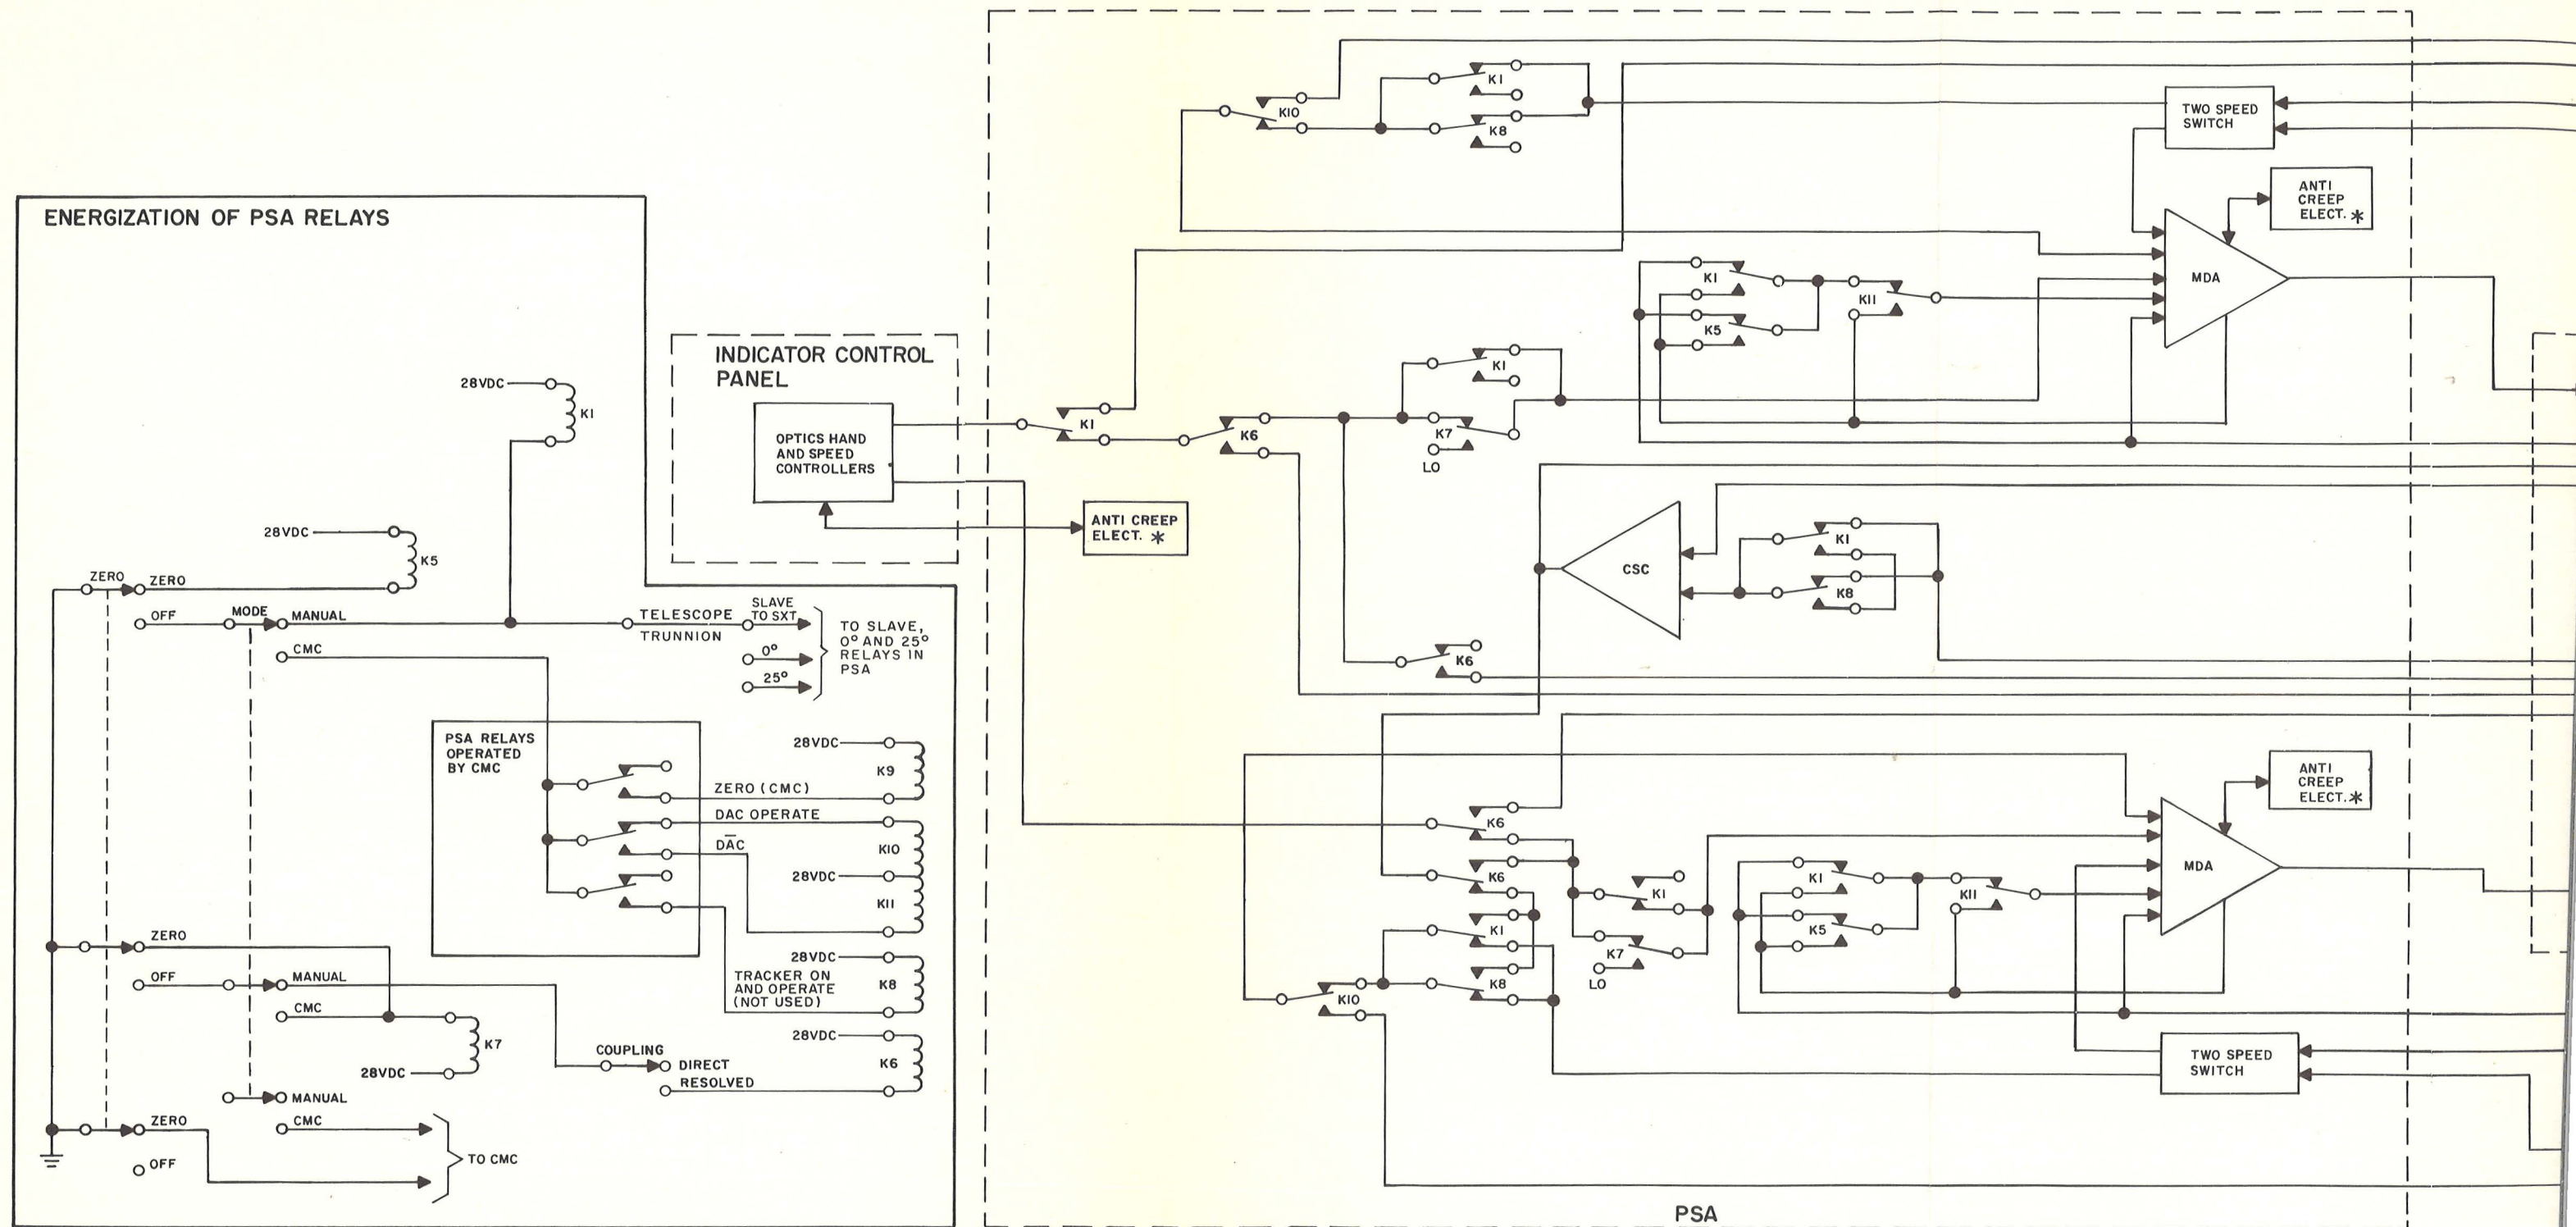 ENERGIZATION OF PSA RELAYS
28VDC
K1
28VDC
K5
ZERO
ZERO
OFF
MODE
MANUAL
CMC
TELESCOPE
TRUNNION
SLAVE
TO SXT
0°
25°
TO SLAVE,
0° AND 25°
RELAYS IN
PSA
PSA RELAYS
OPERATED
BY CMC
28VDC
K9
ZERO (CMC)
DAC OPERATE
K10
D̅A̅C̅
28VDC
K11
28VDC
TRACKER ON
AND OPERATE
(NOT USED)
K8
28VDC
K6
ZERO
OFF
MANUAL
CMC
K7
28VDC
COUPLING
DIRECT
RESOLVED
MANUAL
CMC
ZERO
OFF
TO CMC
INDICATOR CONTROL
PANEL
OPTICS HAND
AND SPEED
CONTROLLERS
ANTI CREEP
ELECT. *
K10
K1
K8
TWO SPEED
SWITCH
ANTI
CREEP
ELECT. *
MDA
K1
K11
K5
K1
K1
K6
K7
LO
CSC
K1
K8
K6
K6
K6
K1
K8
K10
K1
K7
LO
K1
K11
K5
MDA
ANTI
CREEP
ELECT. *
TWO SPEED
SWITCH
PSA